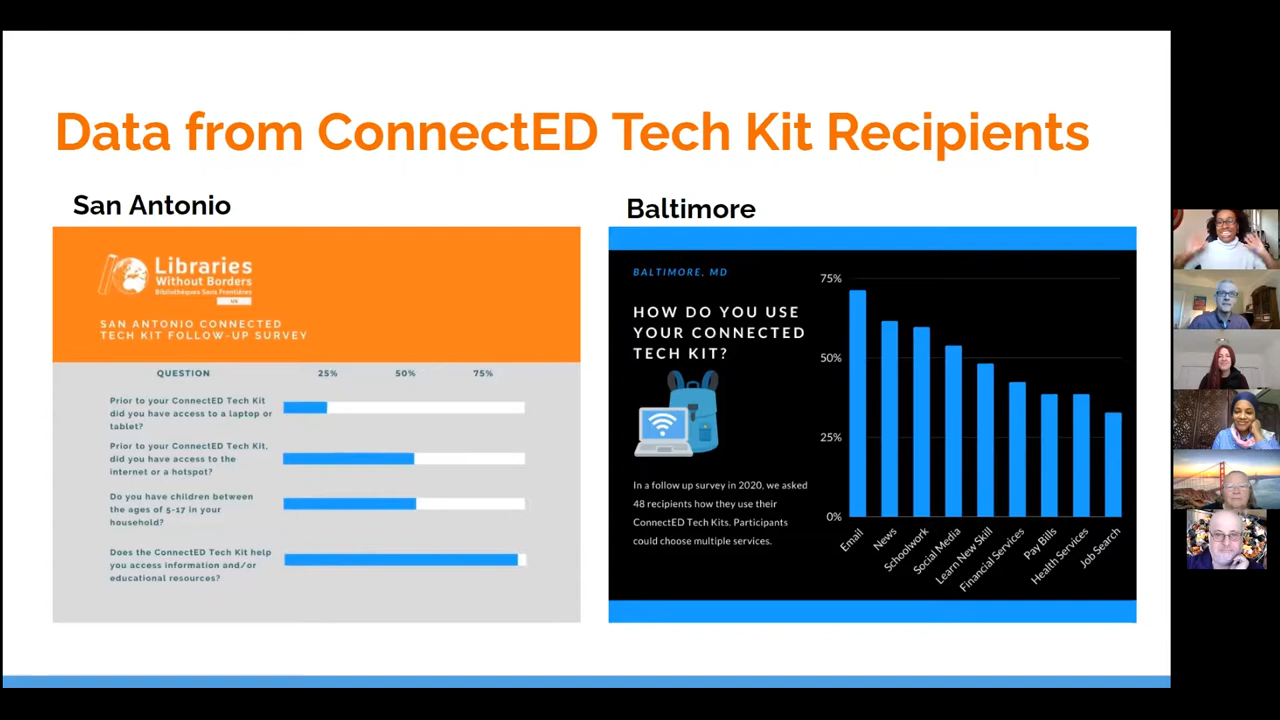 Data from ConnectED Tech Kit Recipients
San Antonio
Libraries
Without Borders
Bibliothèques Sans Frontières
US
SAN ANTONIO CONNECTED
TECH KIT FOLLOW-UP SURVEY
QUESTION 25% 50% 75%
Prior to your ConnectED Tech Kit
did you have access to a laptop or
tablet?
Prior to your ConnectED Tech Kit,
did you have access to the
internet or a hotspot?
Do you have children between
the ages of 5-17 in your
household?
Does the ConnectED Tech Kit help
you access information and/or
educational resources?
Baltimore
BALTIMORE, MD
HOW DO YOU USE
YOUR CONNECTED
TECH KIT?
In a follow up survey in 2020, we asked
48 recipients how they use their
ConnectED Tech Kits. Participants
could choose multiple services.
75%
50%
25%
0%
Email
News
Schoolwork
Social Media
Learn New Skill
Financial Services
Pay Bills
Health Services
Job Search